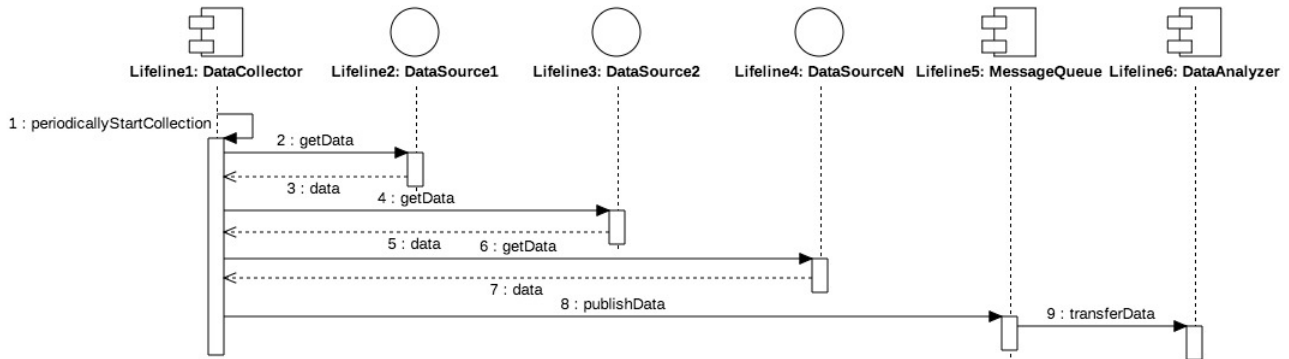 Lifeline1: DataCollector
Lifeline2: DataSource1
Lifeline3: DataSource2
Lifeline4: DataSourceN
Lifeline5: MessageQueue
Lifeline6: DataAnalyzer
1 : periodicallyStartCollection
2 : getData
3 : data
4 : getData
5 : data
6 : getData
7 : data
8 : publishData
9 : transferData